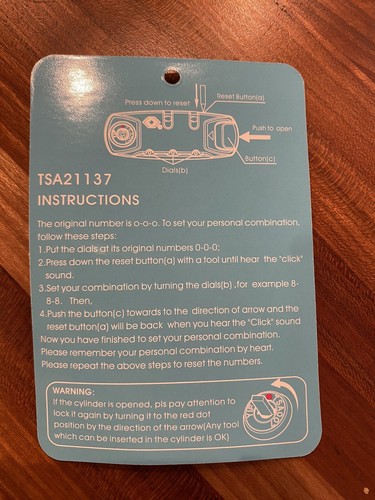 Press down to reset
Reset Button(a)
Push to open
Button(c)
Dials(b)
TSA21137
INSTRUCTIONS
The original number is o-o-o. To set your personal combination,
follow these steps:
1.Put the dials at its original numbers 0-0-0;
2.Press down the reset button(a) with a tool until hear the "click"
sound.
3.Set your combination by turning the dials(b) ,for example 8-
8-8. Then,
4.Push the button(c) towards to the direction of arrow and the
reset button(a) will be back when you hear the "Click" sound
Now you have finished to set your personal combination.
Please remember your personal combination by heart.
Please repeat the above steps to reset the numbers.
WARNING:
If the cylinder is opened, pls pay attention to
lock it again by turning it to the red dot
position by the direction of the arrow(Any tool
which can be inserted in the cylinder is OK)